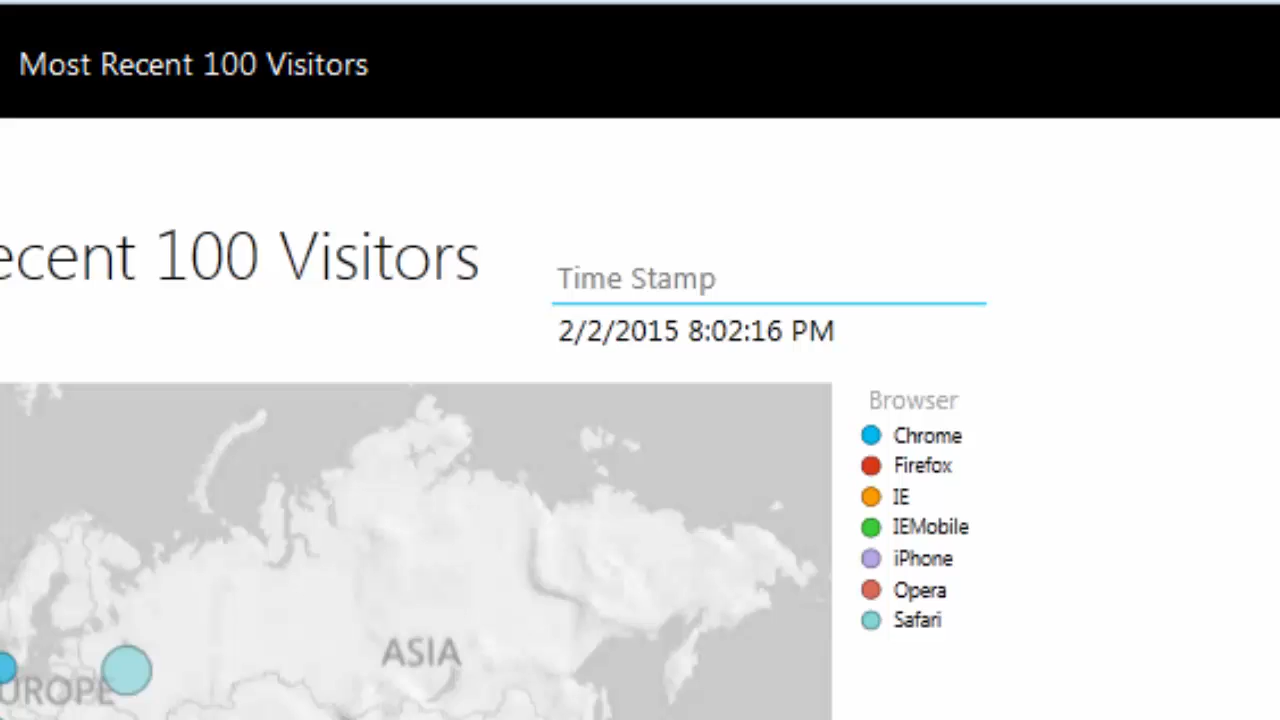 Most Recent 100 Visitors
ecent 100 Visitors
Time Stamp
2/2/2015 8:02:16 PM
Browser
Chrome
Firefox
IE
IEMobile
iPhone
Opera
Safari
ASIA
UROPE